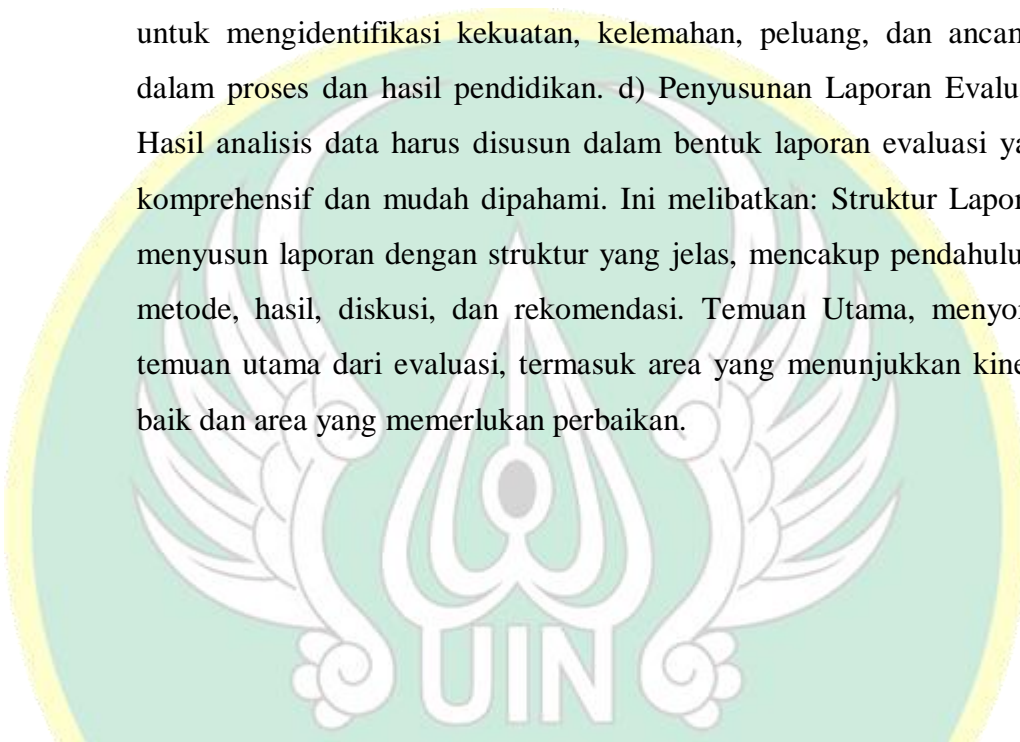 untuk mengidentifikasi kekuatan, kelemahan, peluang, dan ancam
dalam proses dan hasil pendidikan. d) Penyusunan Laporan Evalu
Hasil analisis data harus disusun dalam bentuk laporan evaluasi ya
komprehensif dan mudah dipahami. Ini melibatkan: Struktur Lapor
menyusun laporan dengan struktur yang jelas, mencakup pendahulu
metode, hasil, diskusi, dan rekomendasi. Temuan Utama, menyor
temuan utama dari evaluasi, termasuk area yang menunjukkan kine
baik dan area yang memerlukan perbaikan.
UIN